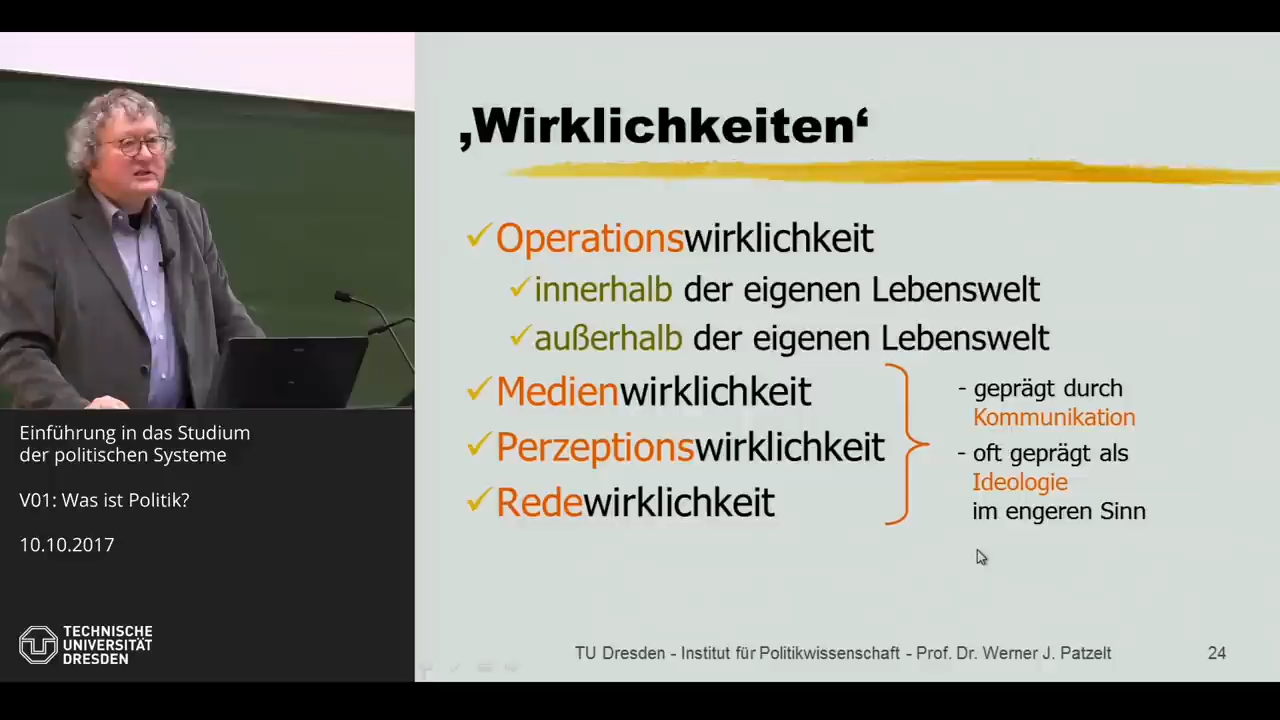 ‚Wirklichkeiten‘
Operationswirklichkeit
innerhalb der eigenen Lebenswelt
außerhalb der eigenen Lebenswelt
Medienwirklichkeit
Perzeptionswirklichkeit
Redewirklichkeit
- geprägt durch
Kommunikation
- oft geprägt als
Ideologie
im engeren Sinn
TU Dresden - Institut für Politikwissenschaft - Prof. Dr. Werner J. Patzelt
24
Einführung in das Studium
der politischen Systeme
V01: Was ist Politik?
10.10.2017
TECHNISCHE
UNIVERSITÄT
DRESDEN